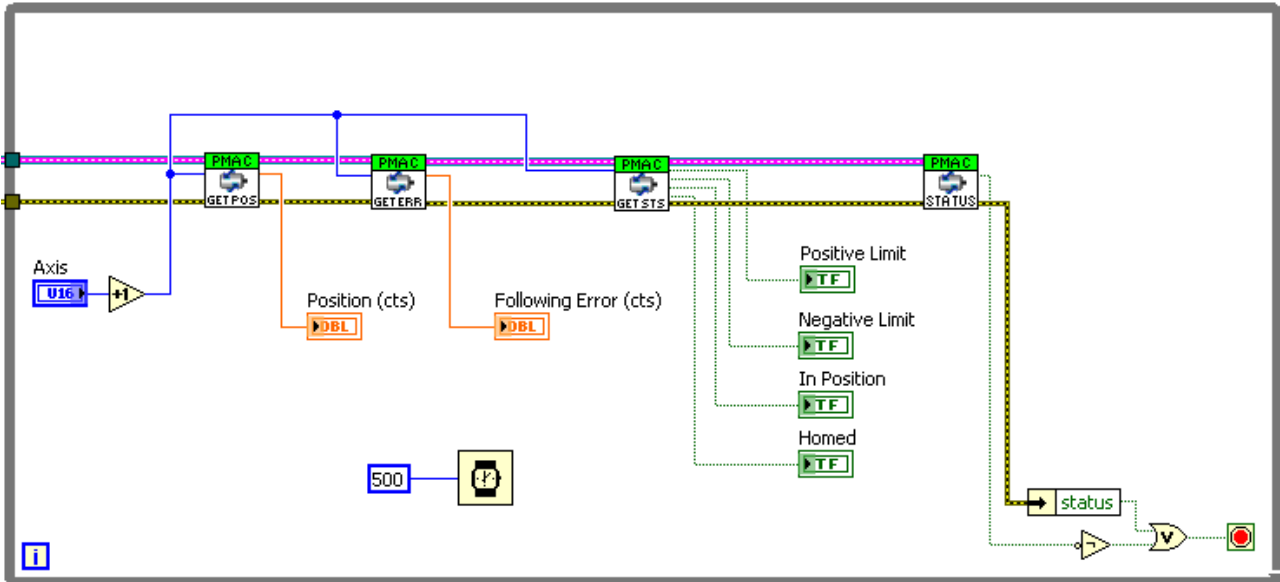 PMAC
GETPOS
PMAC
GETERR
PMAC
GETSTS
PMAC
STATUS
Axis
U16
+1
Position (cts)
DBL
Following Error (cts)
DBL
Positive Limit
TF
Negative Limit
TF
In Position
TF
Homed
TF
500
status
V
i